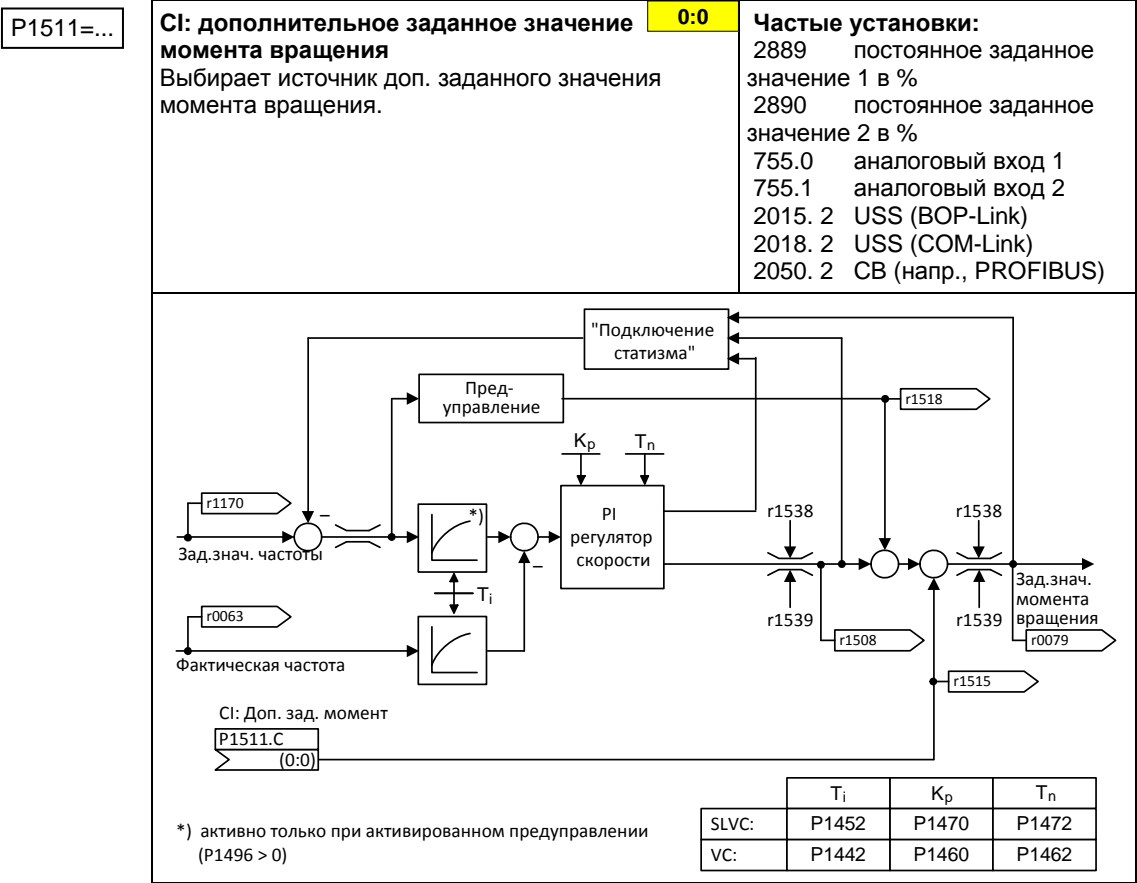 P1511=...
CI: дополнительное заданное значение
момента вращения
0:0
Выбирает источник доп. заданного значения
момента вращения.
Частые установки:
2889 постоянное заданное
значение 1 в %
2890 постоянное заданное
значение 2 в %
755.0 аналоговый вход 1
755.1 аналоговый вход 2
2015. 2 USS (BOP-Link)
2018. 2 USS (COM-Link)
2050. 2 CB (напр., PROFIBUS)
"Подключение
статизма"
Пред-
управление
r1518
Kp Tn
r1170
*)
PI
регулятор
скорости
r1538
r1538
Зад.знач. частоты
Ti
Зад.знач.
момента
вращения
r0063
r1539
r1539
r1508
r0079
Фактическая частота
r1515
CI: Доп. зад. момент
P1511.C
(0:0)
Ti Kp Tn
SLVC: P1452 P1470 P1472
VC: P1442 P1460 P1462
*) активно только при активированном предуправлении
(P1496 > 0)